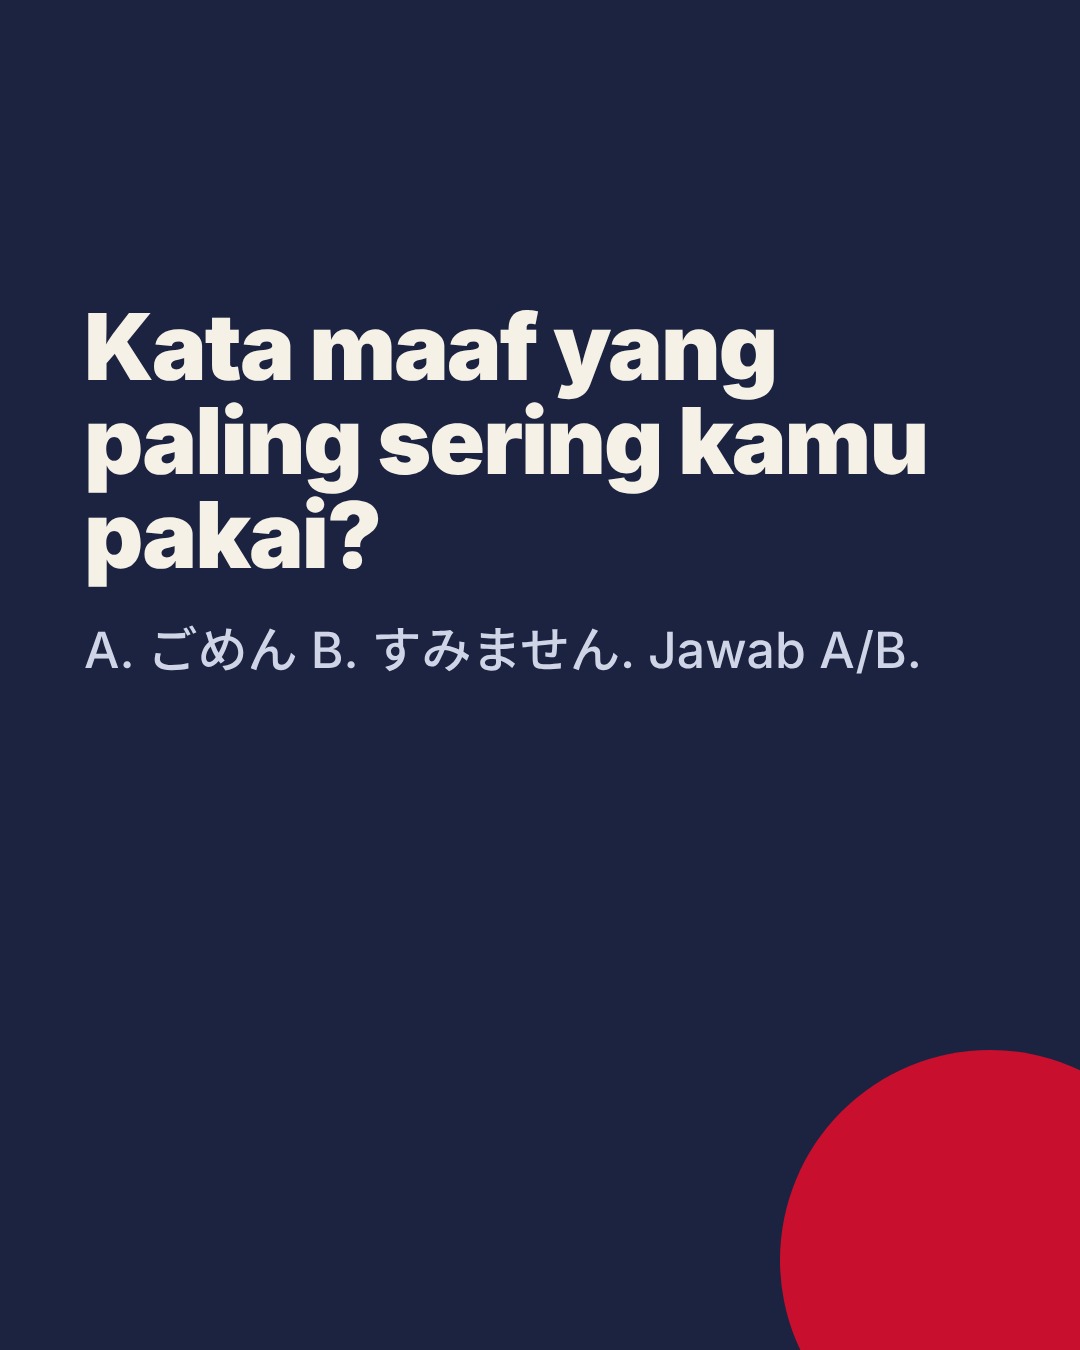 Kata maaf yang
paling sering kamu
pakai?
A. ごめん B. すみません. Jawab A/B.